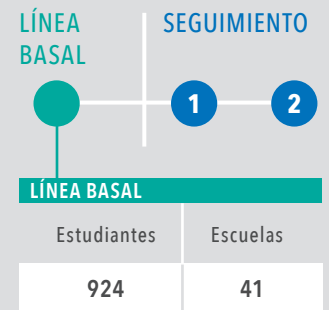 LÍNEA
BASAL
SEGUIMIENTO
1 2
LÍNEA BASAL
Estudiantes Escuelas
924 41